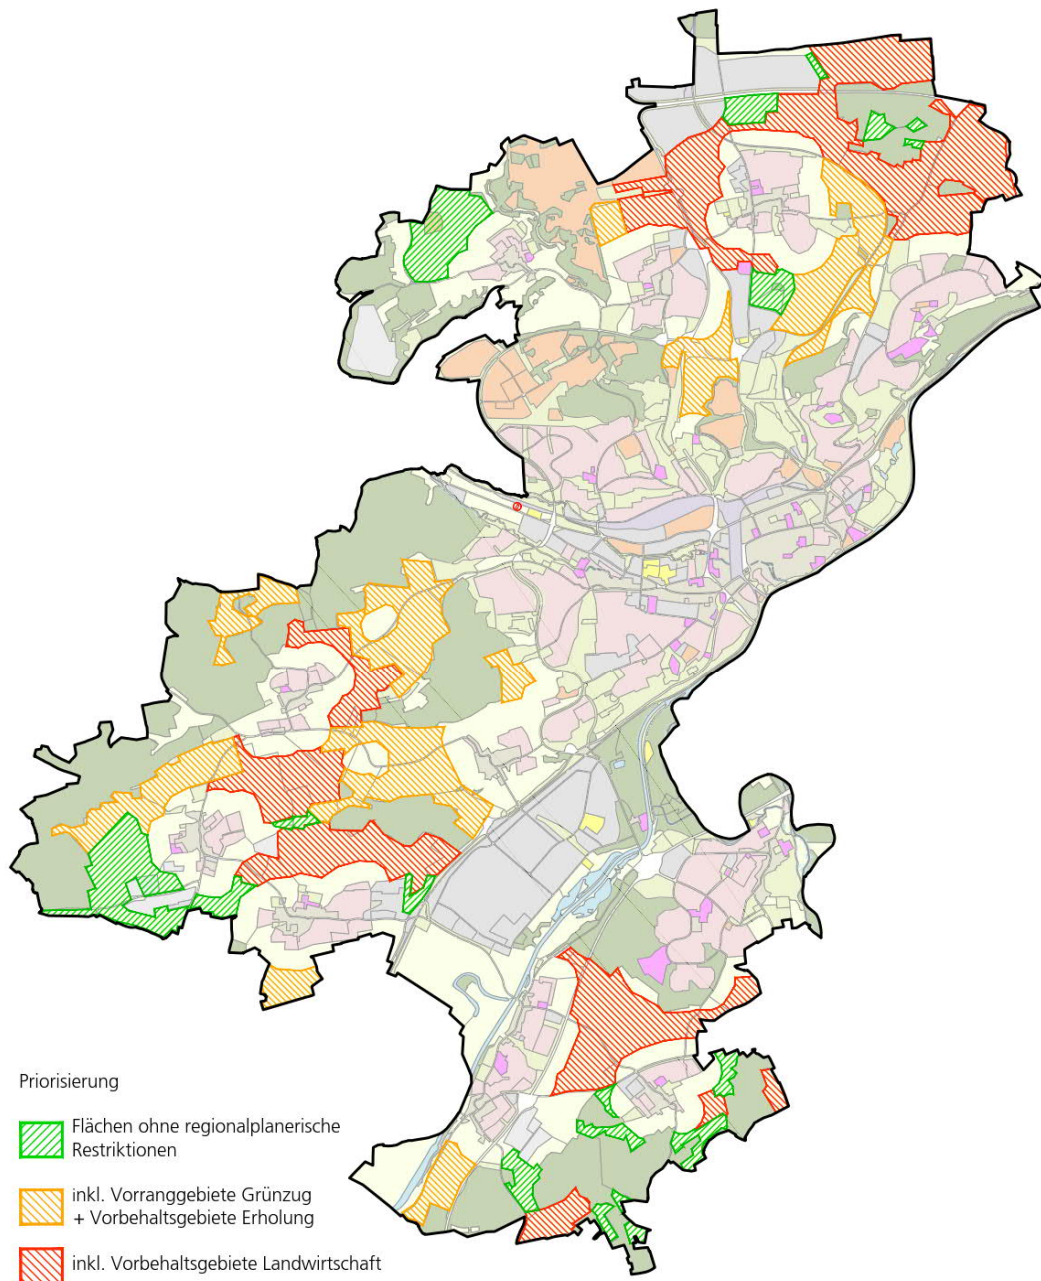 Priorisierung
Flächen ohne regionalplanerische
Restriktionen
inkl. Vorranggebiete Grünzug
+ Vorbehaltsgebiete Erholung
inkl. Vorbehaltsgebiete Landwirtschaft